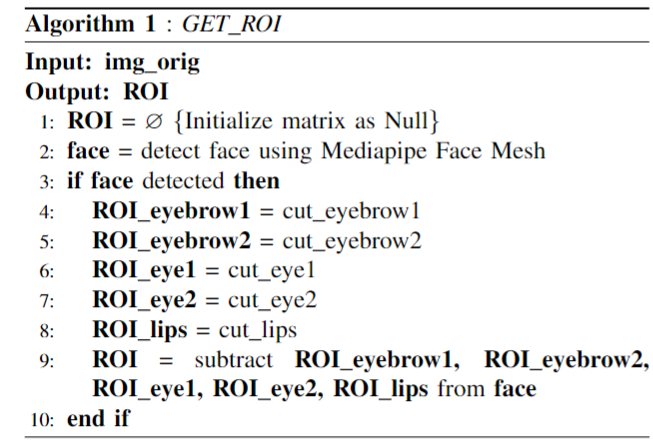 Algorithm 1 : GET_ROI
Input: img_orig
Output: ROI
1: ROI = ∅ {Initialize matrix as Null}
2: face = detect face using Mediapipe Face Mesh
3: if face detected then
4: ROI_eyebrow1 = cut_eyebrow1
5: ROI_eyebrow2 = cut_eyebrow2
6: ROI_eye1 = cut_eye1
7: ROI_eye2 = cut_eye2
8: ROI_lips = cut_lips
9: ROI = subtract ROI_eyebrow1, ROI_eyebrow2,
ROI_eye1, ROI_eye2, ROI_lips from face
10: end if